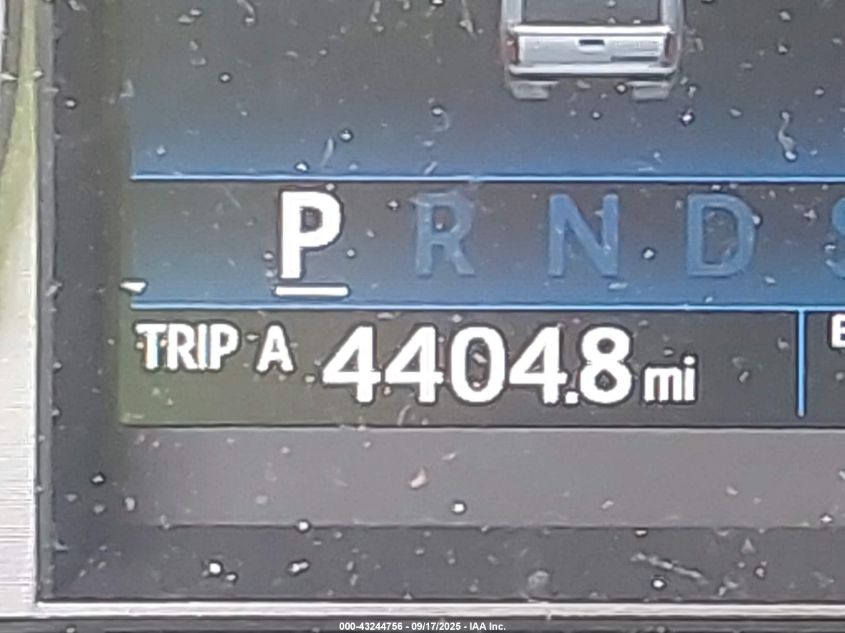 P R N D
TRIP A 4404.8 mi
000-43244756 - 09/17/2025 - IAA Inc.